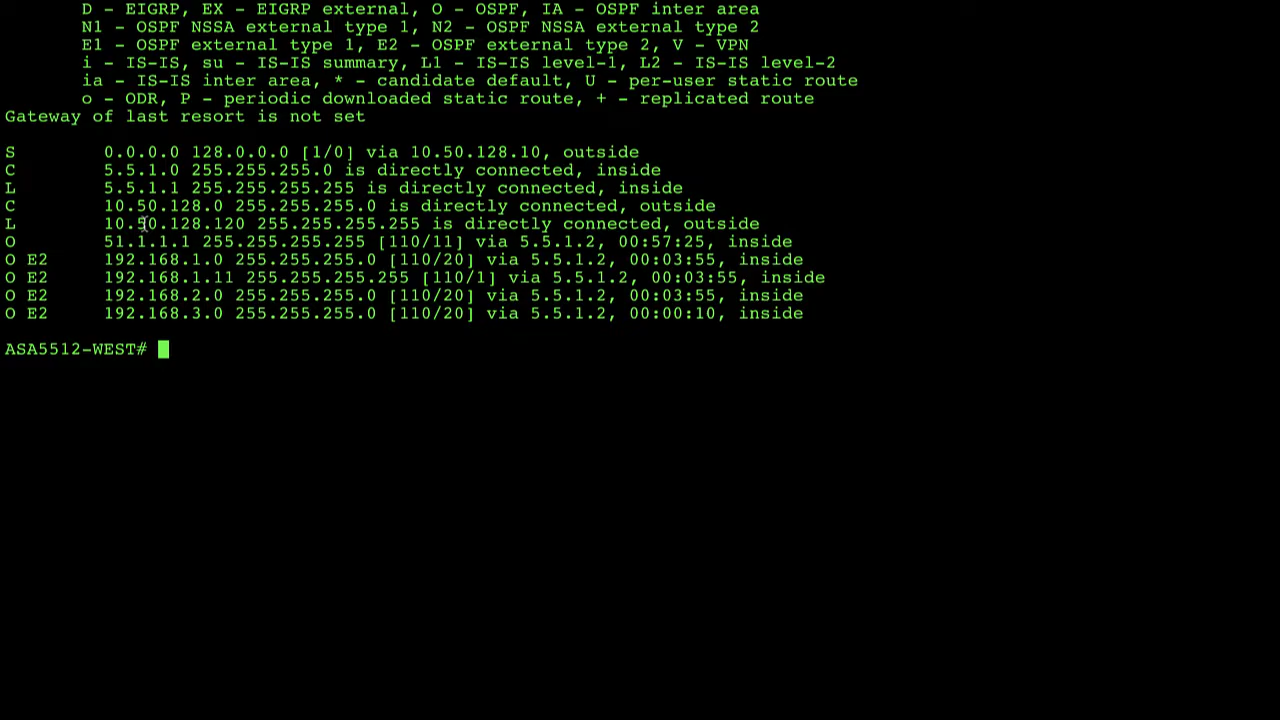 D - EIGRP, EX - EIGRP external, O - OSPF, IA - OSPF inter area
N1 - OSPF NSSA external type 1, N2 - OSPF NSSA external type 2
E1 - OSPF external type 1, E2 - OSPF external type 2, V - VPN
i - IS-IS, su - IS-IS summary, L1 - IS-IS level-1, L2 - IS-IS level-2
ia - IS-IS inter area, * - candidate default, U - per-user static route
o - ODR, P - periodic downloaded static route, + - replicated route
Gateway of last resort is not set
S 0.0.0.0 128.0.0.0 [1/0] via 10.50.128.10, outside
C 5.5.1.0 255.255.255.0 is directly connected, inside
L 5.5.1.1 255.255.255.255 is directly connected, inside
C 10.50.128.0 255.255.255.0 is directly connected, outside
L 10.50.128.120 255.255.255.255 is directly connected, outside
O 51.1.1.1 255.255.255.255 [110/11] via 5.5.1.2, 00:57:25, inside
O E2 192.168.1.0 255.255.255.0 [110/20] via 5.5.1.2, 00:03:55, inside
O E2 192.168.1.11 255.255.255.255 [110/1] via 5.5.1.2, 00:03:55, inside
O E2 192.168.2.0 255.255.255.0 [110/20] via 5.5.1.2, 00:03:55, inside
O E2 192.168.3.0 255.255.255.0 [110/20] via 5.5.1.2, 00:00:10, inside
ASA5512-WEST#